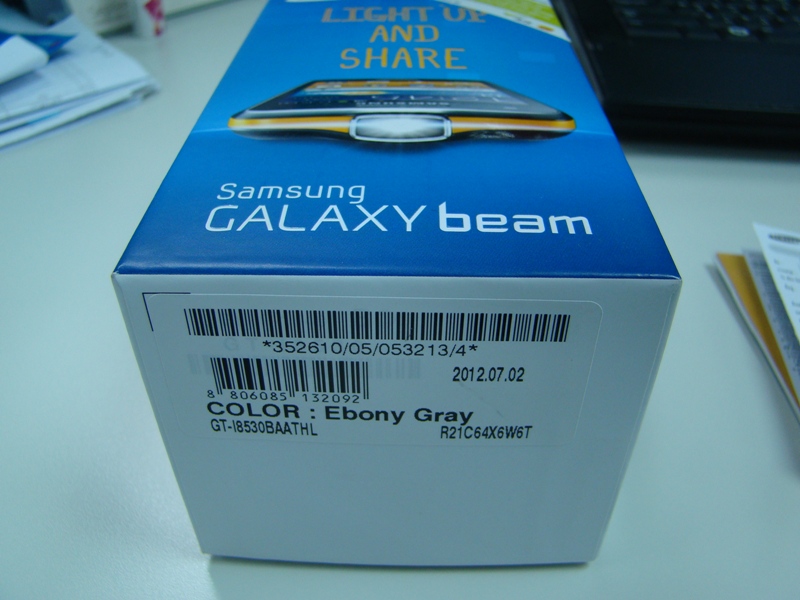 LIGHT UP
AND
SHARE
SAMSUNG
Samsung
GALAXY beam
*352610/05/053213/4*
2012.07.02
8 806085 132092
COLOR : Ebony Gray
GT-I8530BAATHL
R21C64X6W6T